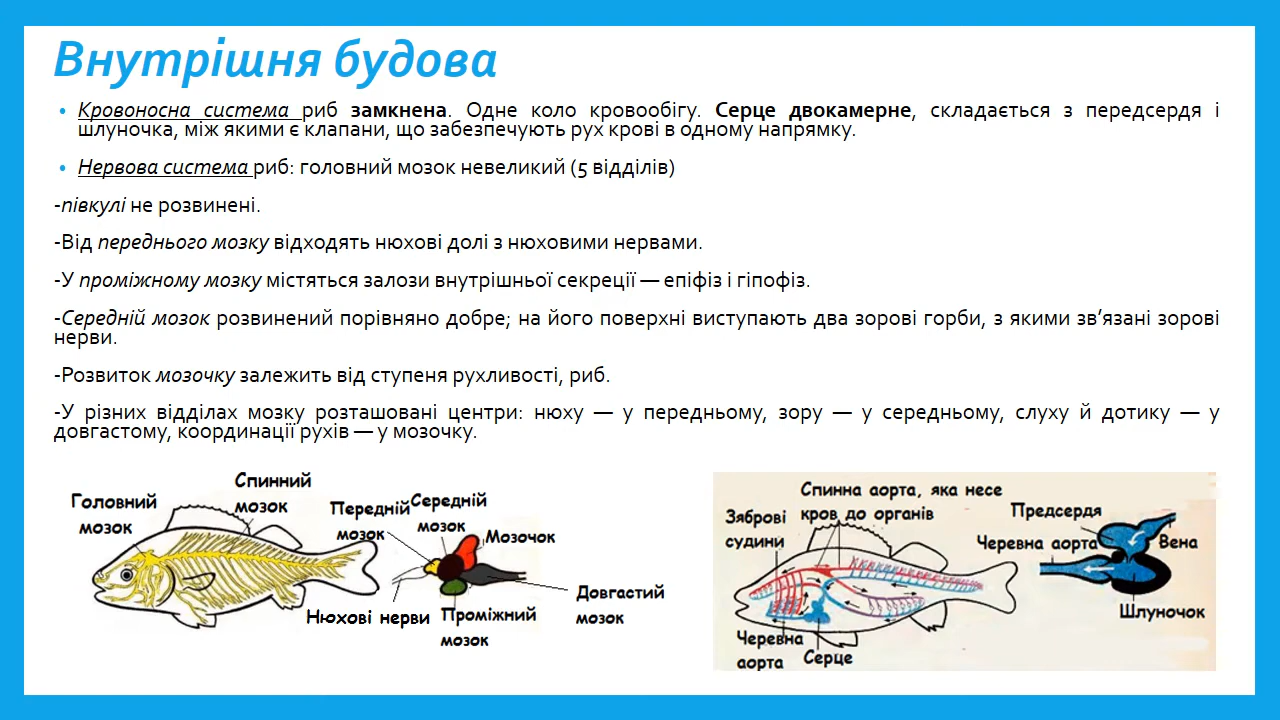 Внутрішня будова
• Кровоносна система риб замкнена. Одне коло кровообігу. Серце двокамерне, складається з передсердя і
шлуночка, між якими є клапани, що забезпечують рух крові в одному напрямку.
• Нервова система риб: головний мозок невеликий (5 відділів)
-півкулі не розвинені.
-Від переднього мозку відходять нюхові долі з нюховими нервами.
-У проміжному мозку містяться залози внутрішньої секреції — епіфіз і гіпофіз.
-Середній мозок розвинений порівняно добре; на його поверхні виступають два зорові горби, з якими зв’язані зорові
нерви.
-Розвиток мозочку залежить від ступеня рухливості, риб.
-У різних відділах мозку розташовані центри: нюху — у передньому, зору — у середньому, слуху й дотику — у
довгастому, координації рухів — у мозочку.
Головний
мозок
Спинний
мозок
Передній
мозок
Середній
мозок
Мозочок
Нюхові нерви
Проміжний
мозок
Довгастий
мозок
Спинна аорта, яка несе
кров до органів
Зяброві
судини
Черевна
аорта
Серце
Предсердя
Черевна аорта
Вена
Шлуночок